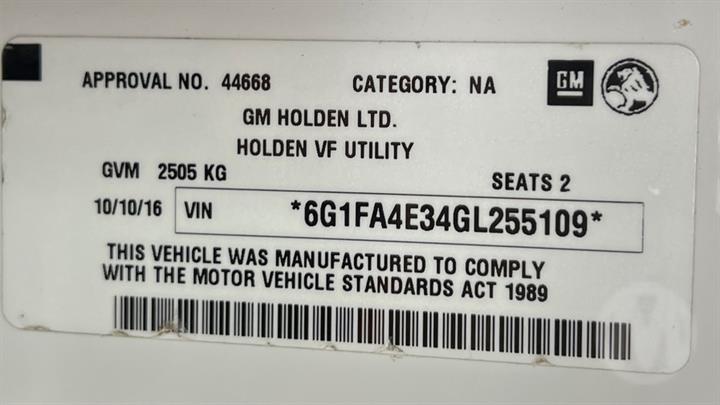 APPROVAL NO. 44668 CATEGORY: NA GM
GM HOLDEN LTD.
HOLDEN VF UTILITY
GVM 2505 KG SEATS 2
10/10/16 VIN *6G1FA4E34GL255109*
THIS VEHICLE WAS MANUFACTURED TO COMPLY
WITH THE MOTOR VEHICLE STANDARDS ACT 1989